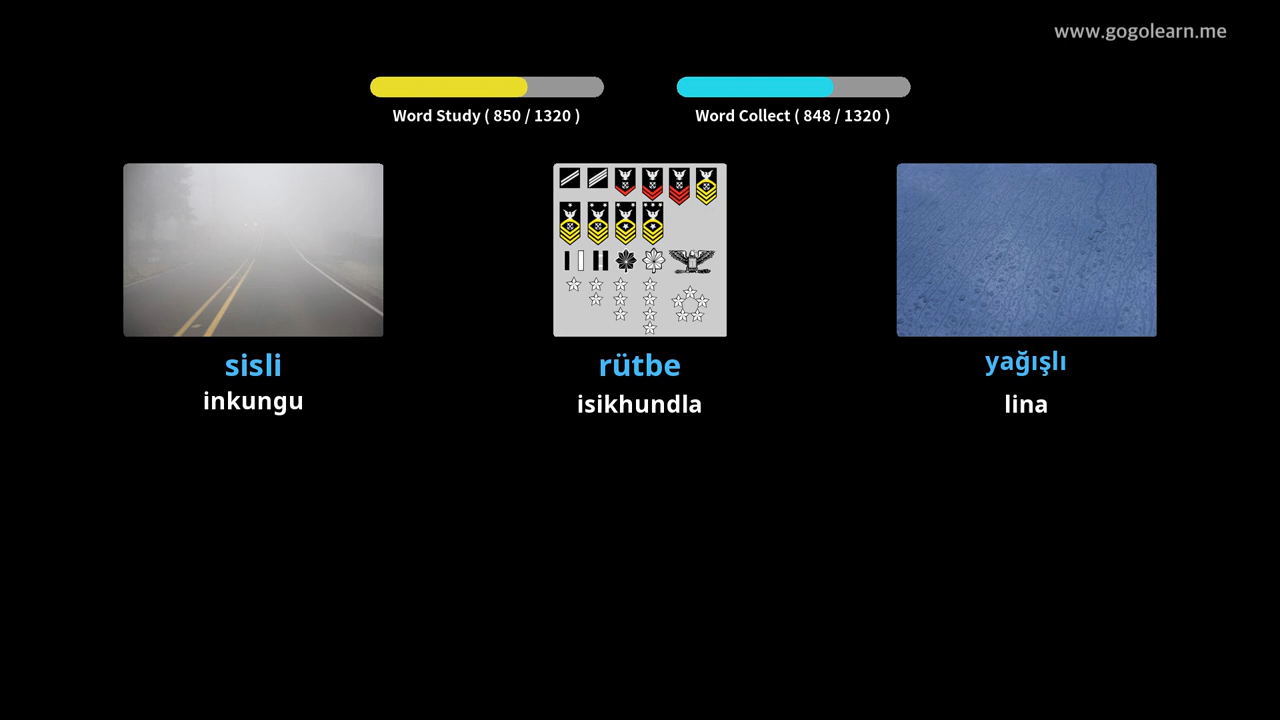 www.gogolearn.me
Word Study ( 850 / 1320 )
Word Collect ( 848 / 1320 )
sisli
inkungu
rütbe
isikhundla
yağışlı
lina